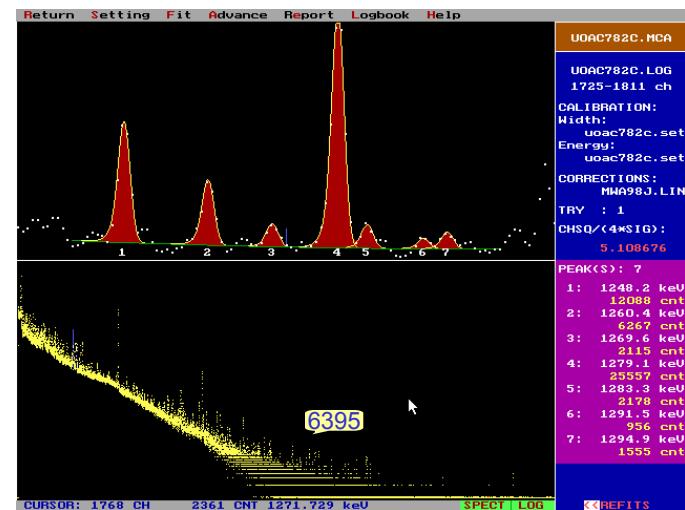 Return Setting Fit Advance Report Logbook Help
UOAC782C.MCA
UOAC782C.LOG
1725-1811 ch
CALIBRATION:
Width:
uoac782c.set
Energy:
uoac782c.set
CORRECTIONS:
MWA98J.LIN
TRY : 1
CHSQ/(4*SIG):
5.108676
1 2 3 4 5 6 7
PEAK(S): 7
1: 1248.2 keV
12088 cnt
2: 1260.4 keV
6267 cnt
3: 1269.6 keV
2115 cnt
4: 1279.1 keV
25557 cnt
5: 1283.3 keV
2178 cnt
6: 1291.5 keV
956 cnt
7: 1294.9 keV
1555 cnt
6395
CURSOR: 1768 CH 2361 CNT 1271.729 keV SPECT LOG <<REFITS